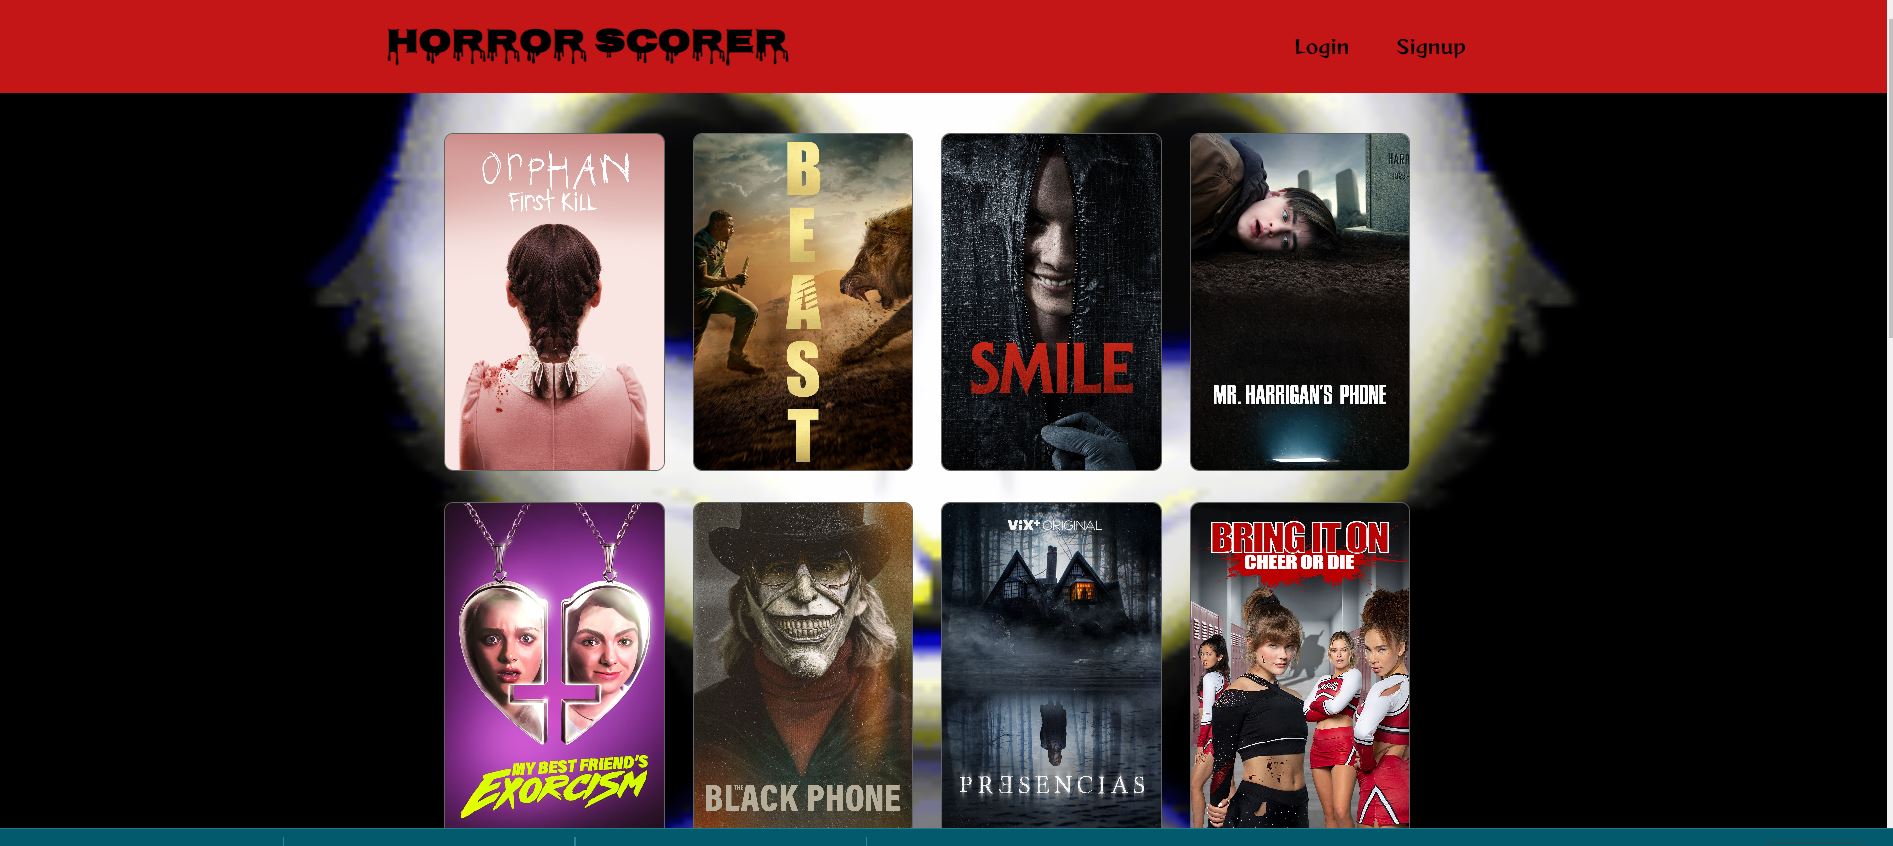 HORROR SCORER
Login
Signup
ORPHAN
First Kill
BEAST
SMILE
MR. HARRIGAN'S PHONE
MY BEST FRIEND'S
EXORCISM
THE
BLACK PHONE
ViX+ ORIGINAL
PRƎSENCIAS
BRING IT ON
CHEER OR DIE